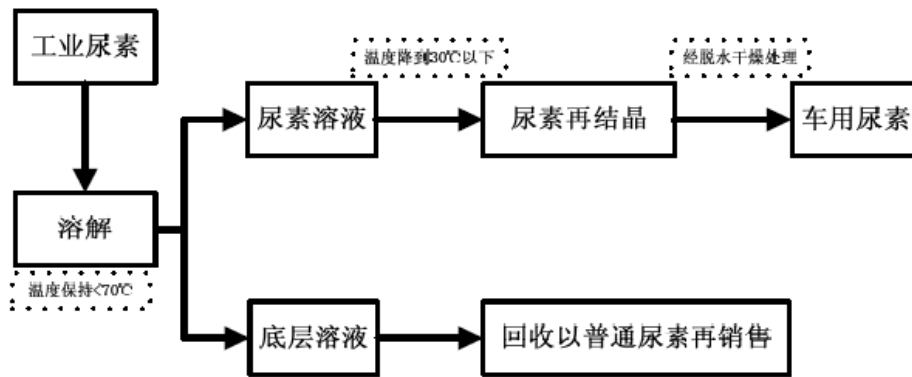 工业尿素
温度降到30℃以下
经脱水干燥处理
尿素溶液
尿素再结晶
车用尿素
溶解
温度保持<70℃
底层溶液
回收以普通尿素再销售